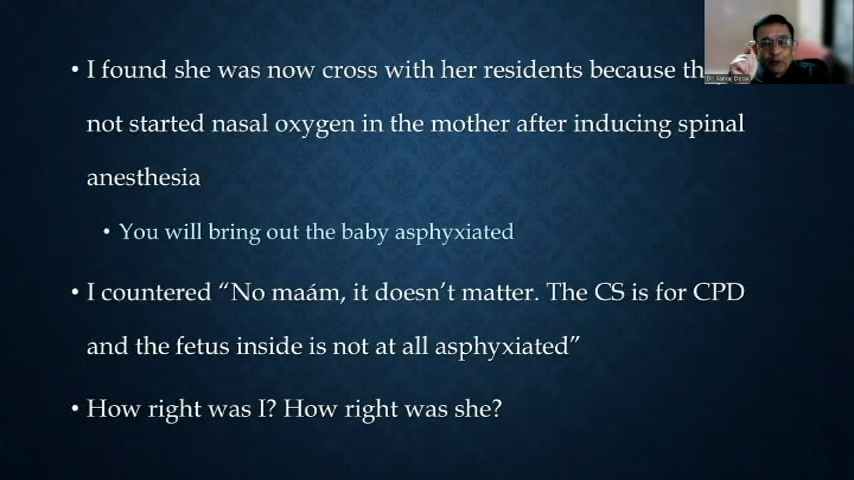 • I found she was now cross with her residents because
not started nasal oxygen in the mother after inducing spinal
anesthesia
• You will bring out the baby asphyxiated
• I countered “No maám, it doesn’t matter. The CS is for CPD
and the fetus inside is not at all asphyxiated”
• How right was I? How right was she?